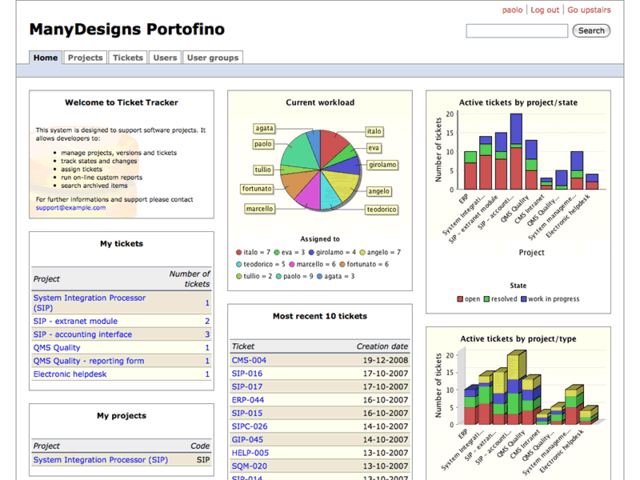 paolo | Log out | Go upstairs
ManyDesigns Portofino
Search
Home
Projects
Tickets
Users
User groups
Welcome to Ticket Tracker
This system is designed to support software projects. It
allows developers to:
manage projects, versions and tickets
track states and changes
assign tickets
run on-line custom reports
search archived items
For further informations and support please contact
support@example.com
My tickets
Project Number of
tickets
System Integration Processor
(SIP) 1
SIP - extranet module 2
SIP - accounting interface 3
QMS Quality 1
QMS Quality - reporting form 1
Electronic helpdesk 1
My projects
Project Code
System Integration Processor (SIP) SIP
Current workload
agata
italo
paolo
eva
girolamo
tullio
fortunato
angelo
marcello
teodorico
Assigned to
italo = 7 eva = 3 girolamo = 4 angelo = 7
teodorico = 5 marcello = 6 fortunato = 6
tullio = 2 paolo = 9 agata = 3
Most recent 10 tickets
Ticket Creation date
CMS-004 19-12-2008
SIP-016 17-10-2007
SIP-017 17-10-2007
ERP-044 16-10-2007
SIP-015 16-10-2007
SIPC-026 14-10-2007
GIP-045 14-10-2007
HELP-005 13-10-2007
SQM-020 13-10-2007
SIP-014 13-10-2007
Active tickets by project/state
Number of tickets
20
15
10
5
0
ERP
System Integrati...
SIP - extranet module
SIP - accounti...
QMS Quality
CMS Intranet
QMS Quality...
System manageme...
Electronic helpdesk
Project
State
open resolved work in progress
Active tickets by project/type
Number of tickets
20
15
10
5
0
ERP
System Integrati...
SIP - extran...
SIP - accounti...
QMS Quality
CMS Intranet
QMS Quality...
System manageme...
Electronic helpdesk